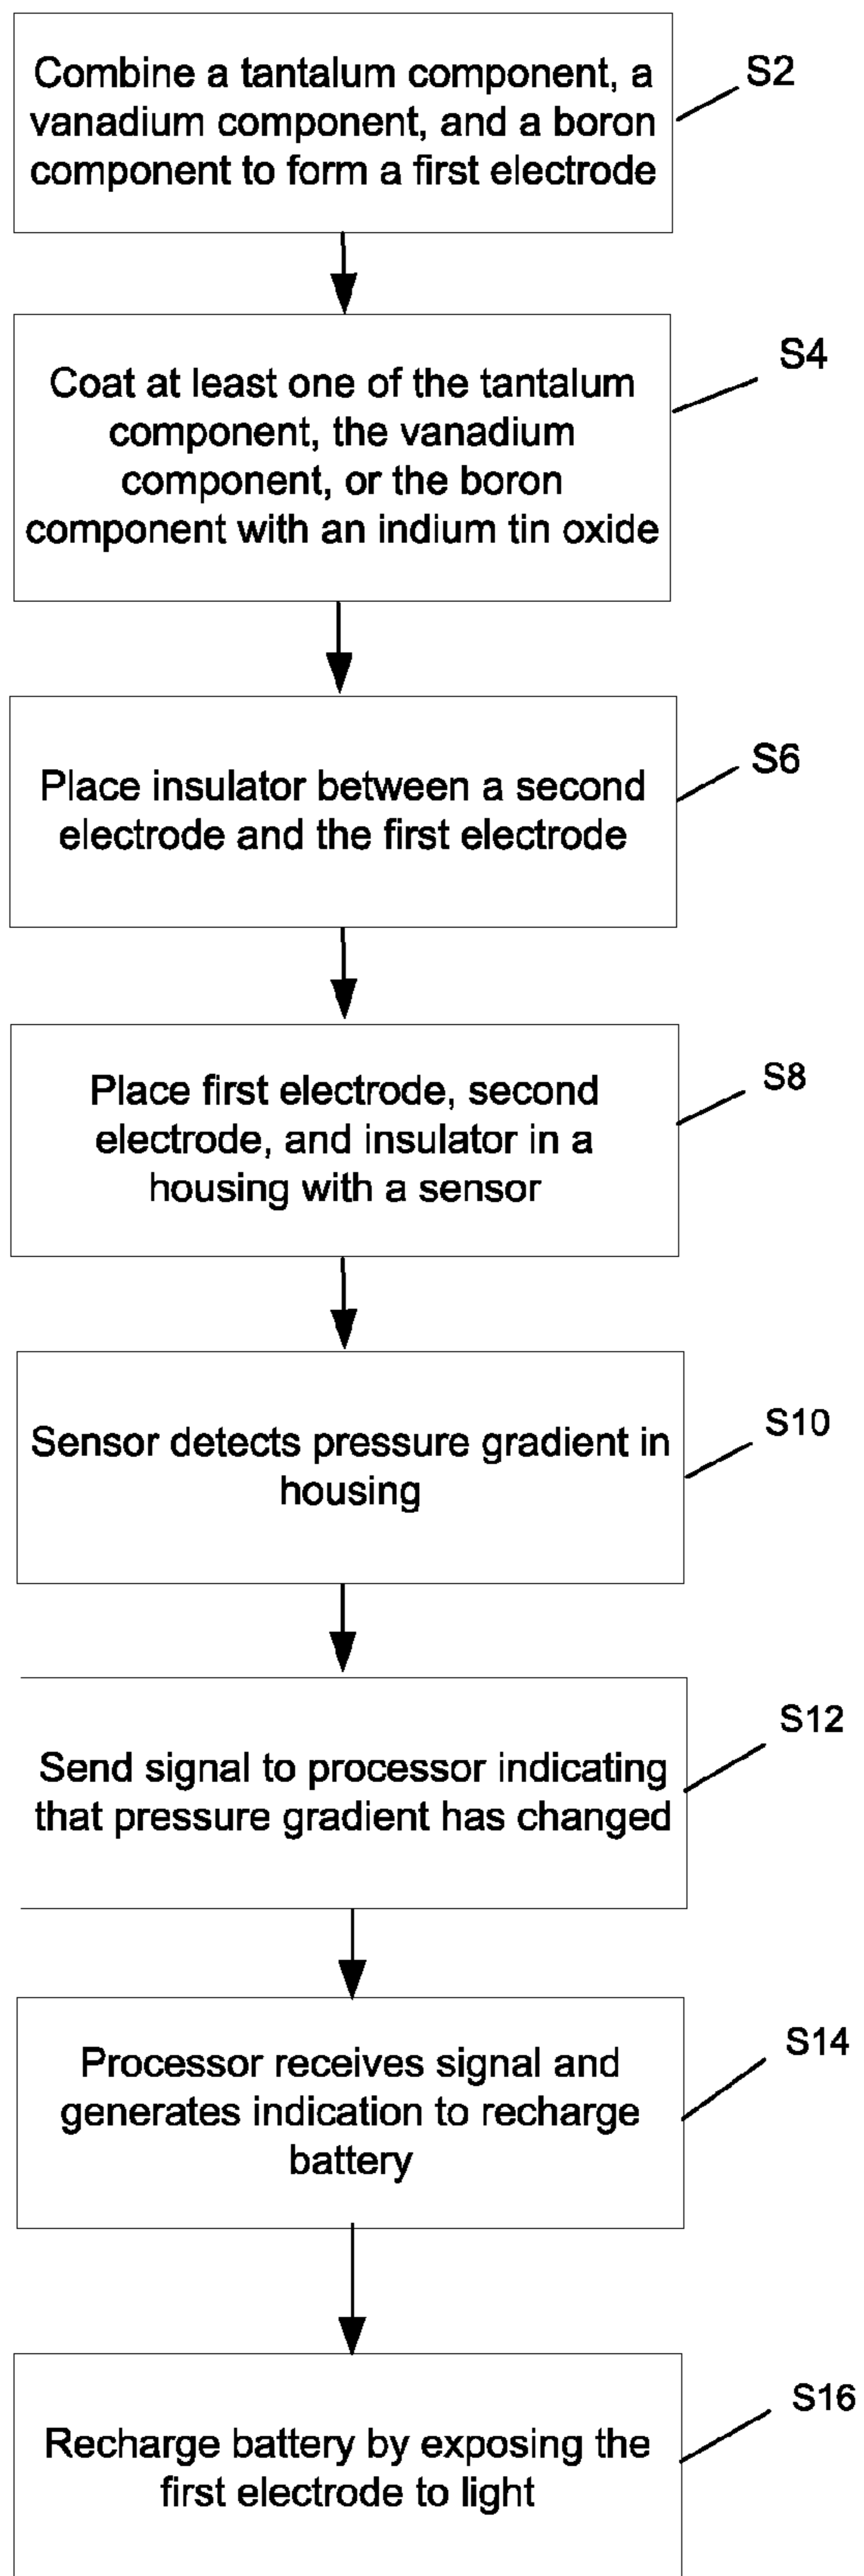 Combine a tantalum component, a
vanadium component, and a boron
component to form a first electrode
S2
Coat at least one of the tantalum
component, the vanadium
component, or the boron
component with an indium tin oxide
S4
Place insulator between a second
electrode and the first electrode
S6
Place first electrode, second
electrode, and insulator in a
housing with a sensor
S8
Sensor detects pressure gradient in
housing
S10
Send signal to processor indicating
that pressure gradient has changed
S12
Processor receives signal and
generates indication to recharge
battery
S14
Recharge battery by exposing the
first electrode to light
S16